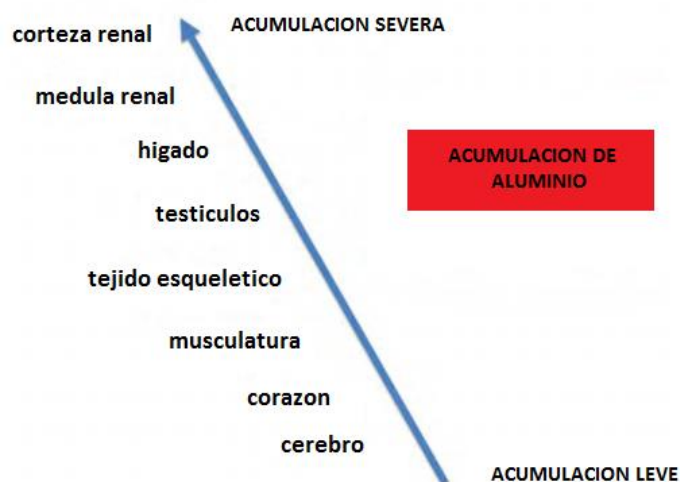 ACUMULACION SEVERA
corteza renal
medula renal
higado
ACUMULACION DE
ALUMINIO
testiculos
tejido esqueletico
musculatura
corazon
cerebro
ACUMULACION LEVE